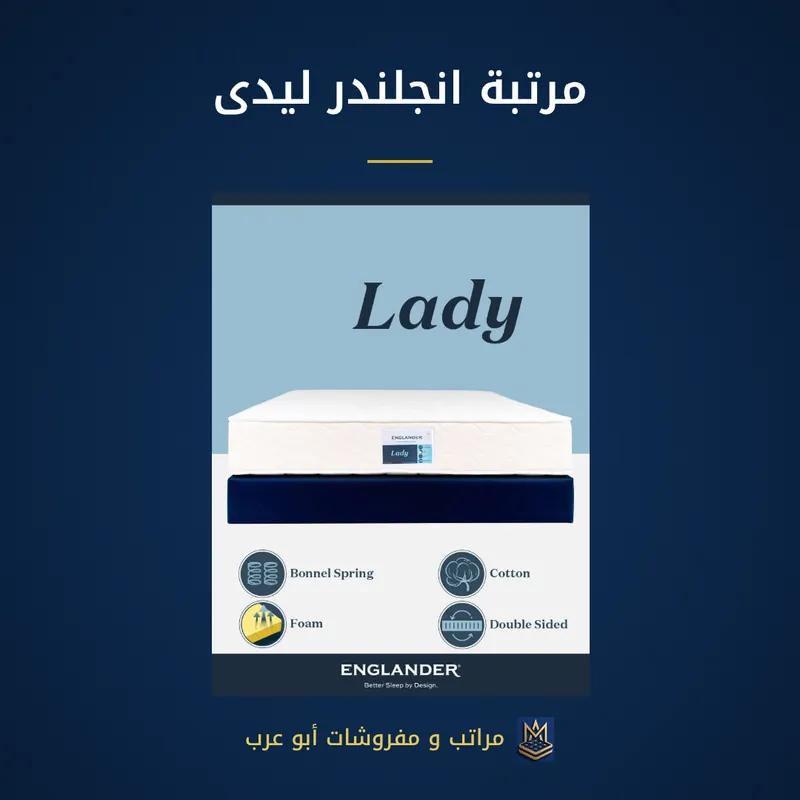 مرتبة انجلندر ليدى
Lady
ENGLANDER
Lady
Bonnel Spring
Cotton
Foam
Double Sided
ENGLANDER®
Better Sleep by Design.
مراتب و مفروشات أبو عرب